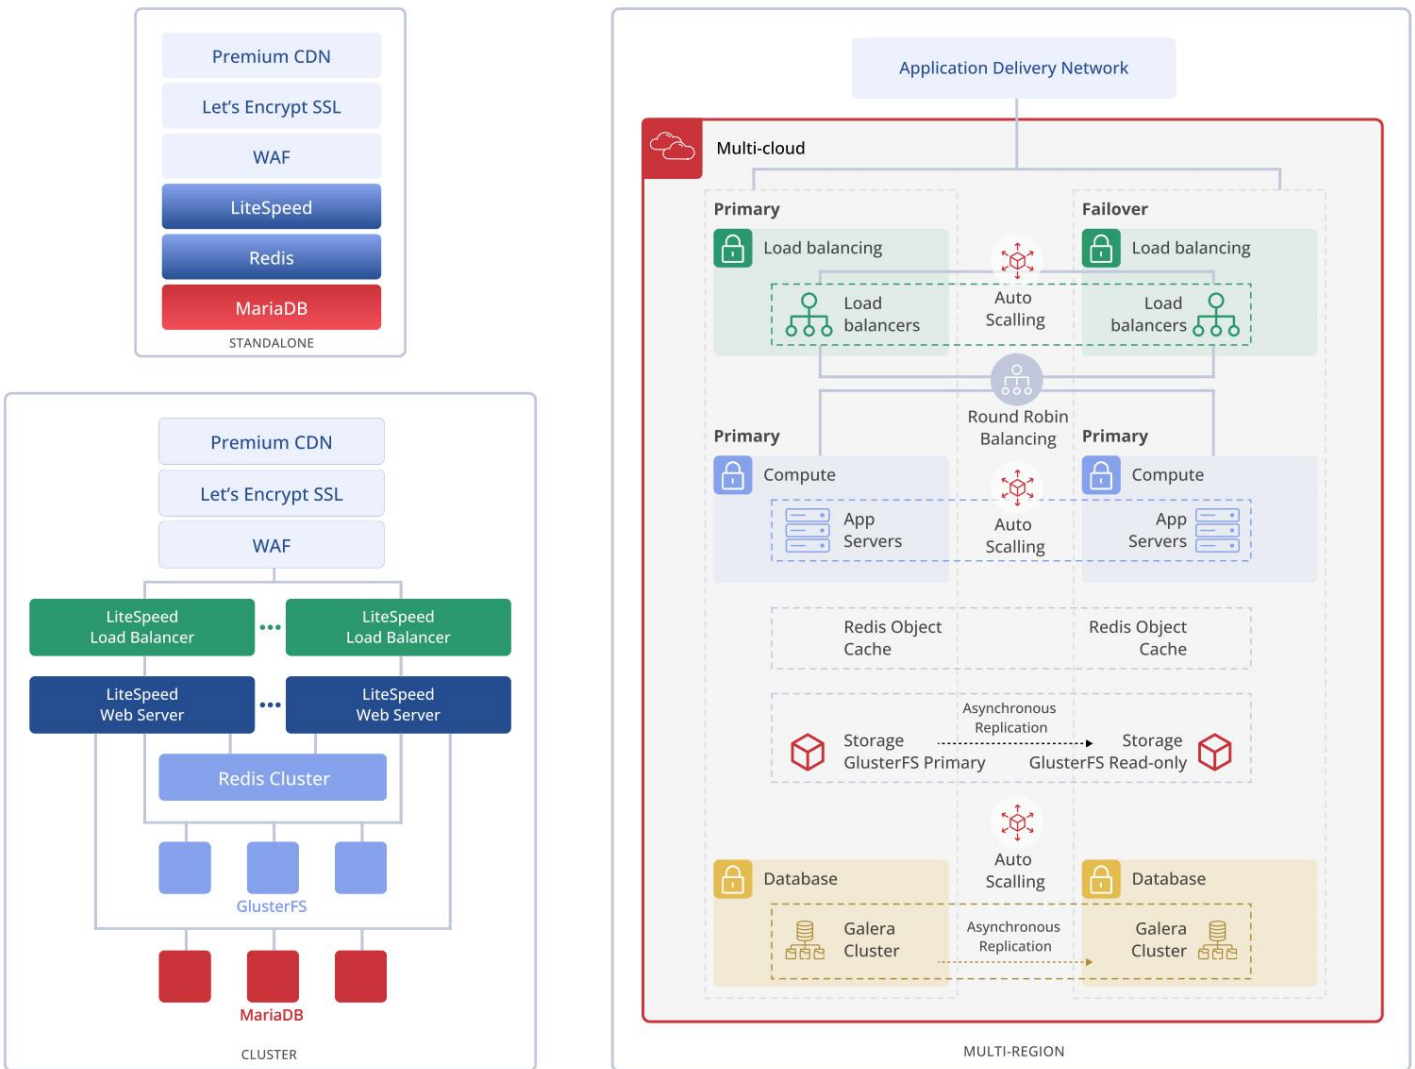 Premium CDN
Let's Encrypt SSL
WAF
LiteSpeed
Redis
MariaDB
STANDALONE
Premium CDN
Let's Encrypt SSL
WAF
LiteSpeed
Load Balancer
LiteSpeed
Load Balancer
LiteSpeed
Web Server
LiteSpeed
Web Server
Redis Cluster
GlusterFS
MariaDB
CLUSTER
Application Delivery Network
Multi-cloud
Primary
Failover
Load balancing
Load balancing
Auto
Scalling
Load
balancers
Load
balancers
Round Robin
Balancing
Primary
Primary
Compute
Compute
Auto
Scalling
App
Servers
App
Servers
Redis Object
Cache
Redis Object
Cache
Asynchronous
Replication
Storage
GlusterFS Primary
Storage
GlusterFS Read-only
Auto
Scalling
Database
Database
Galera
Cluster
Asynchronous
Replication
Galera
Cluster
MULTI-REGION